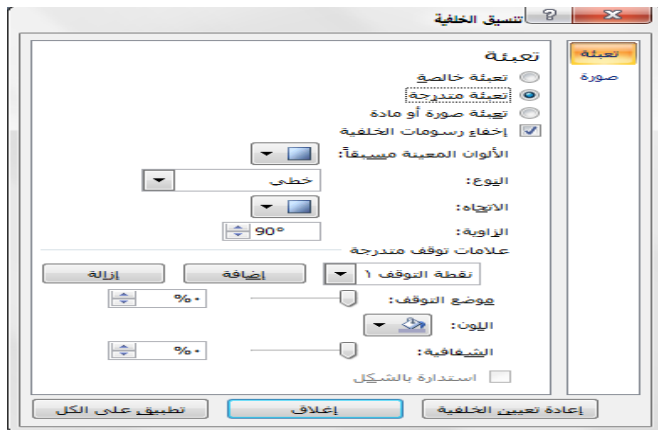 تنسيق الخلفية
تعبئة
صورة
تعبئة
تعبئة خالصة
تعبئة متدرجة
تعبئة صورة أو مادة
إخفاء رسومات الخلفية
الألوان المعينة مسبقاً:
النوع: خطي
الاتجاه:
الزاوية: 90°
علامات توقف متدرجة
نقطة التوقف ١ إضافة إزالة
موضع التوقف: ٠%
اللون:
الشفافية: ٠%
استدارة بالشكل
إعادة تعيين الخلفية إغلاق تطبيق على الكل